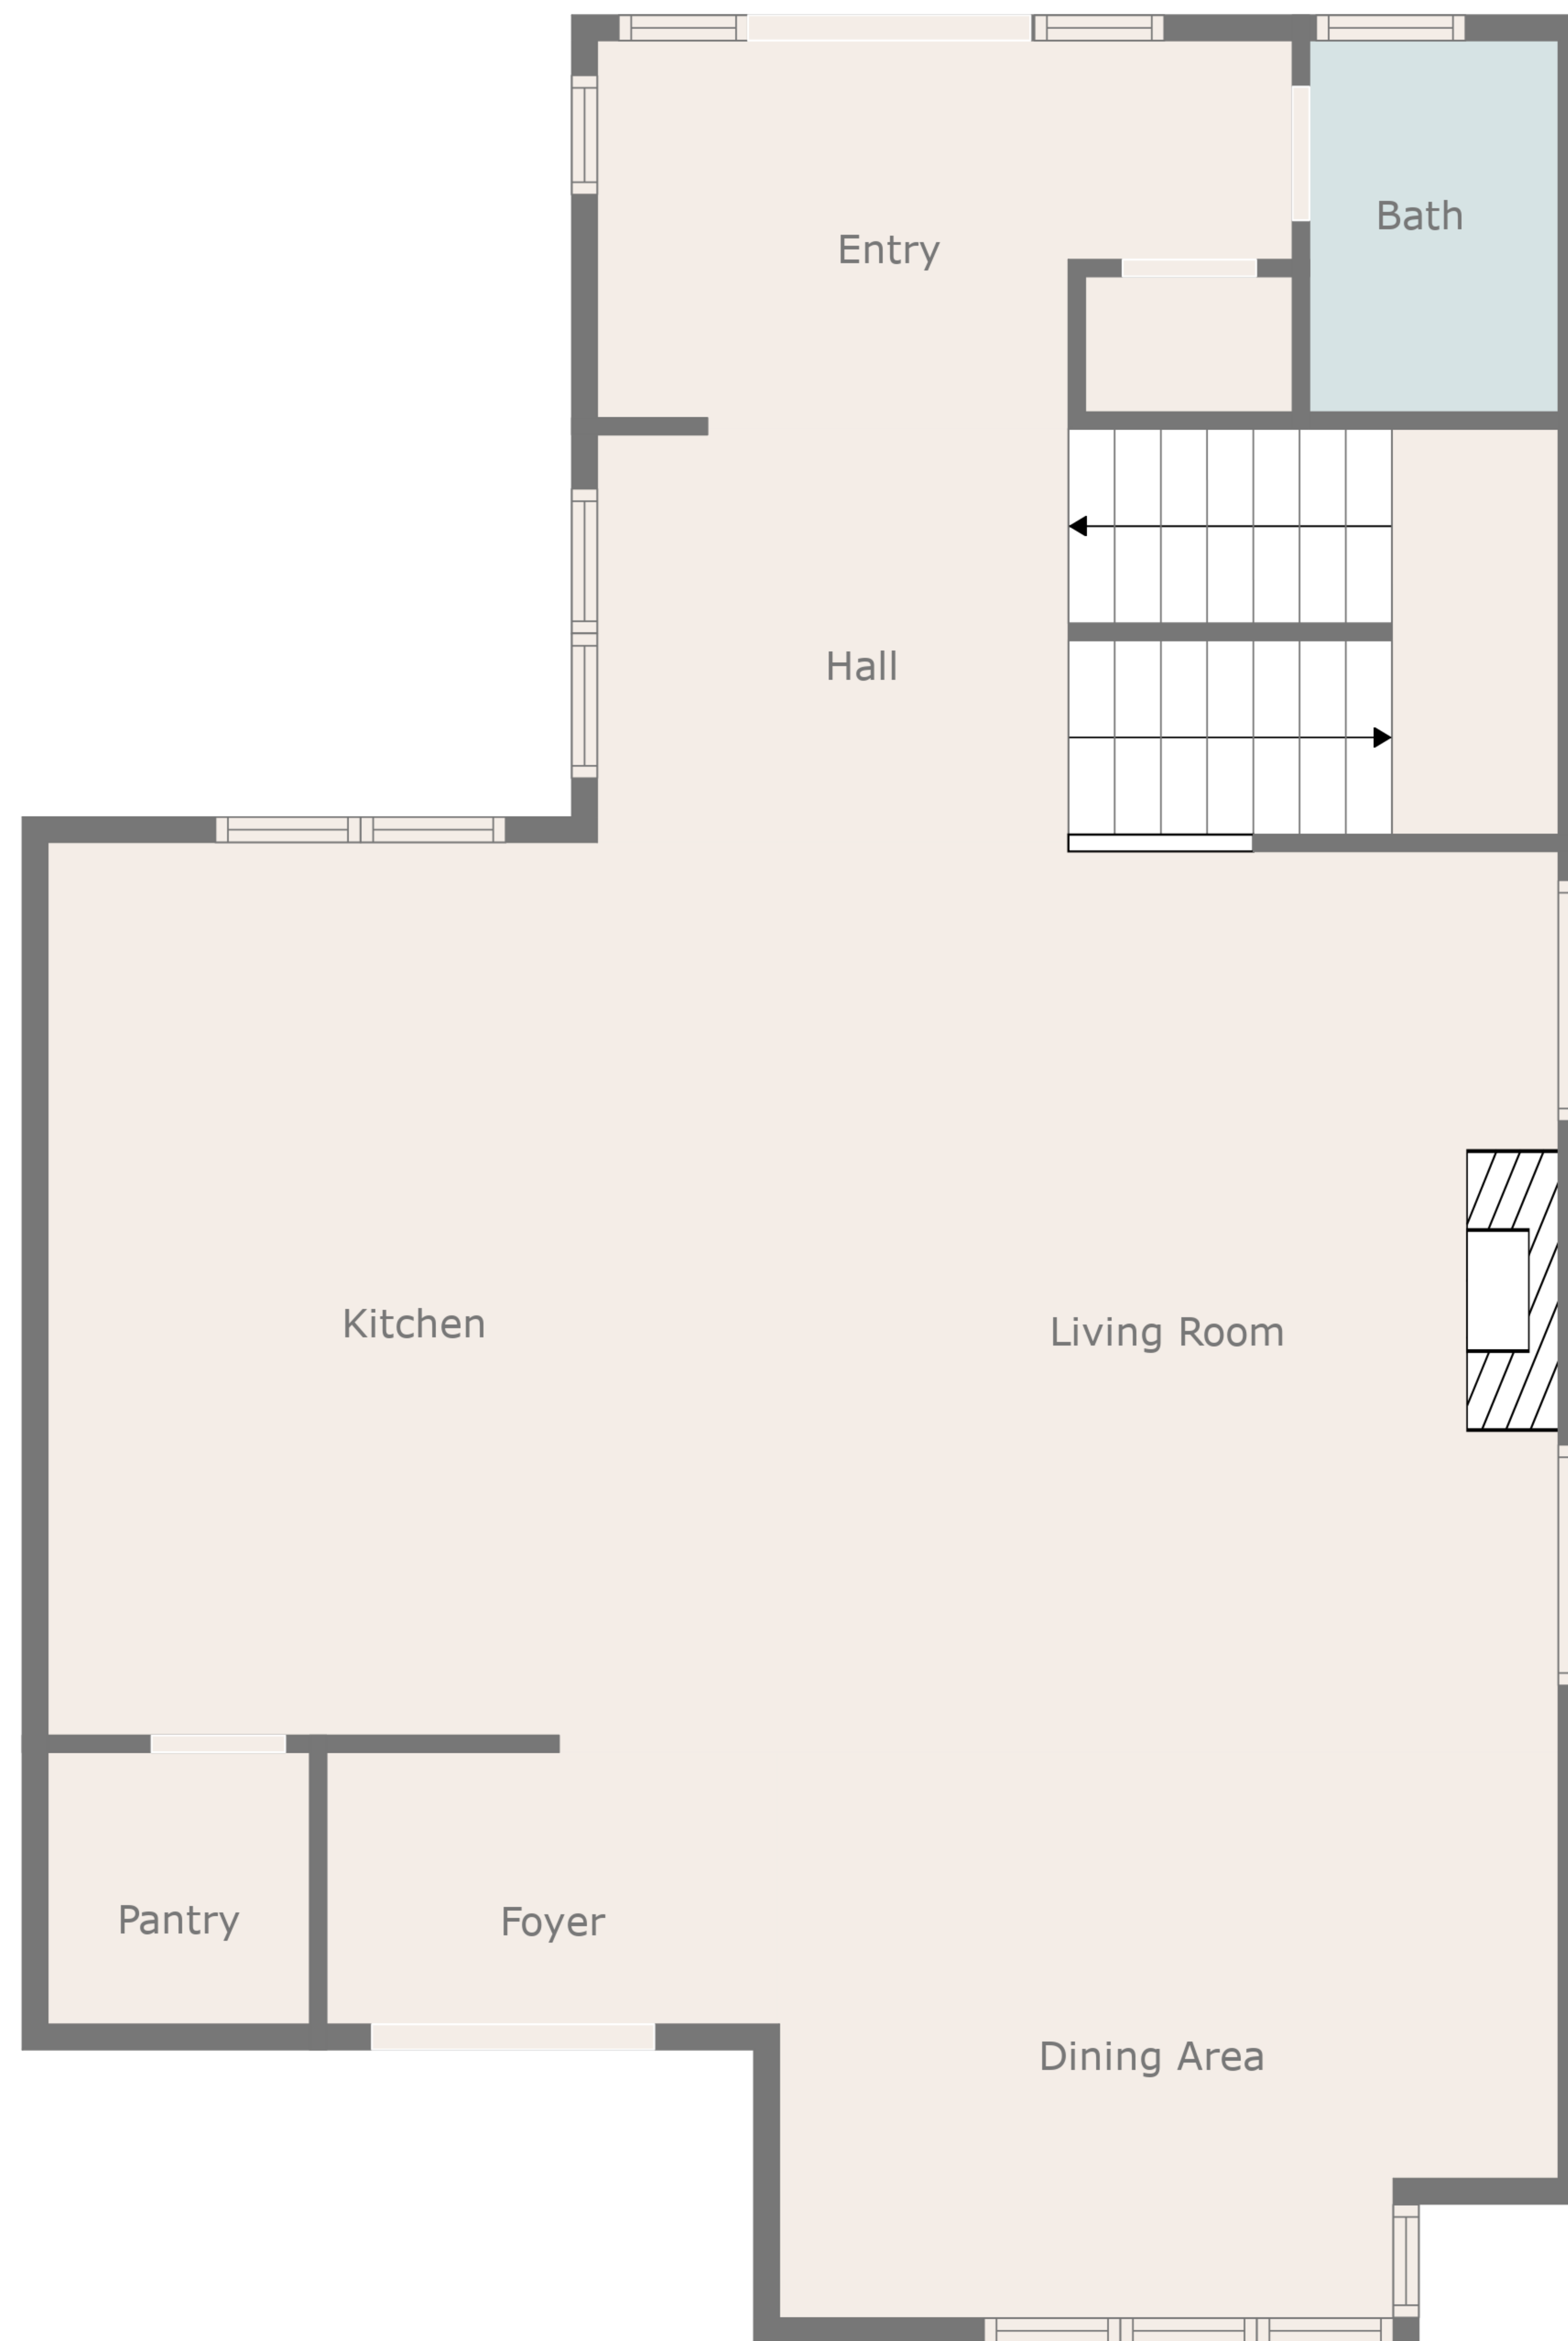 Bath
Entry
Hall
Kitchen
Living Room
Pantry
Foyer
Dining Area